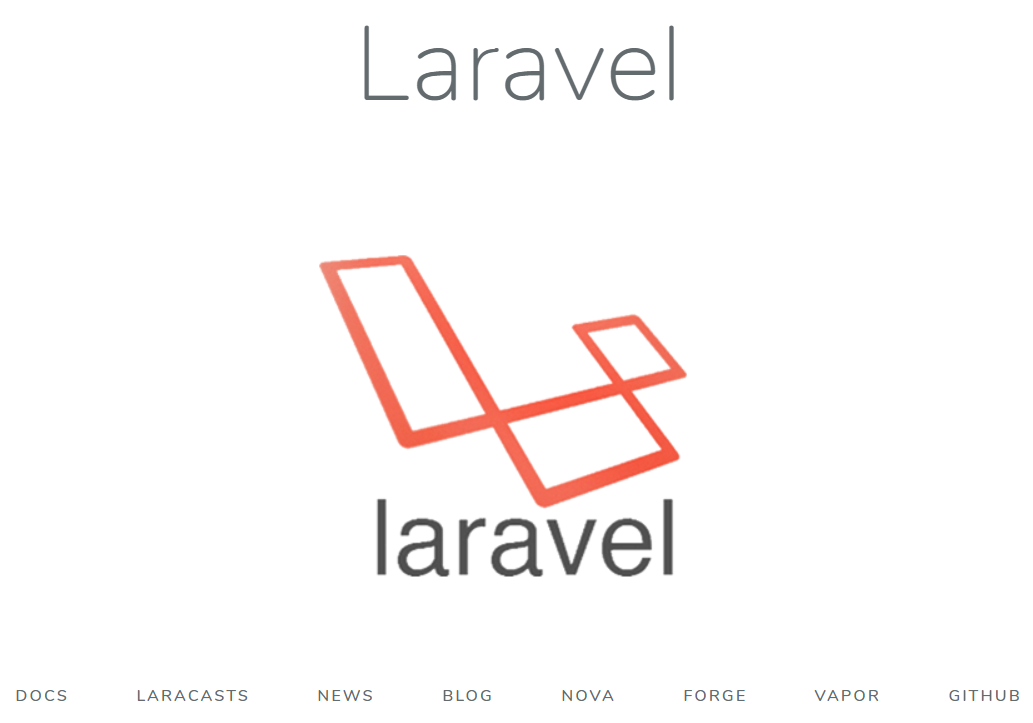 Laravel
laravel
DOCS LARACASTS NEWS BLOG NOVA FORGE VAPOR GITHUB